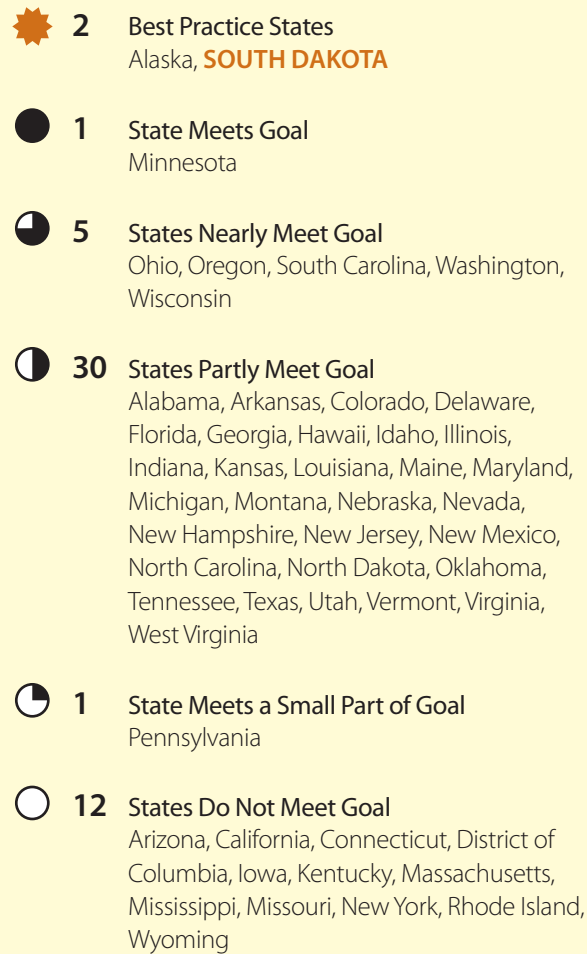 2 Best Practice States
Alaska, SOUTH DAKOTA
1 State Meets Goal
Minnesota
5 States Nearly Meet Goal
Ohio, Oregon, South Carolina, Washington,
Wisconsin
30 States Partly Meet Goal
Alabama, Arkansas, Colorado, Delaware,
Florida, Georgia, Hawaii, Idaho, Illinois,
Indiana, Kansas, Louisiana, Maine, Maryland,
Michigan, Montana, Nebraska, Nevada,
New Hampshire, New Jersey, New Mexico,
North Carolina, North Dakota, Oklahoma,
Tennessee, Texas, Utah, Vermont, Virginia,
West Virginia
1 State Meets a Small Part of Goal
Pennsylvania
12 States Do Not Meet Goal
Arizona, California, Connecticut, District of
Columbia, Iowa, Kentucky, Massachusetts,
Mississippi, Missouri, New York, Rhode Island,
Wyoming